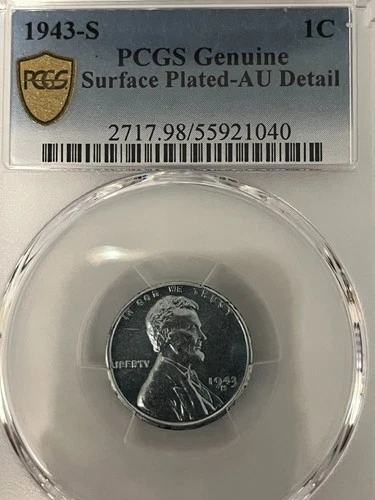 1943-S 1C
PCGS Genuine
PCGS
Surface Plated-AU Detail
2717.98/55921040
IN GOD WE TRUST
LIBERTY
1943
S